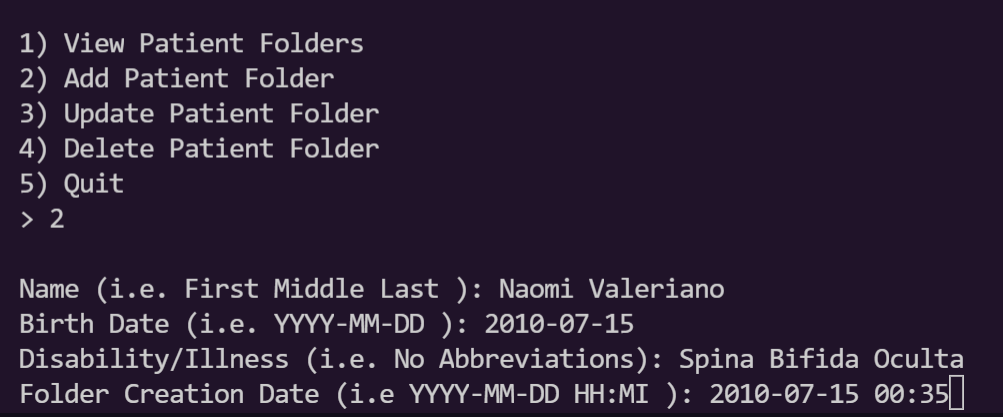 1) View Patient Folders
2) Add Patient Folder
3) Update Patient Folder
4) Delete Patient Folder
5) Quit
> 2
Name (i.e. First Middle Last ): Naomi Valeriano
Birth Date (i.e. YYYY-MM-DD ): 2010-07-15
Disability/Illness (i.e. No Abbreviations): Spina Bifida Oculta
Folder Creation Date (i.e YYYY-MM-DD HH:MI ): 2010-07-15 00:35